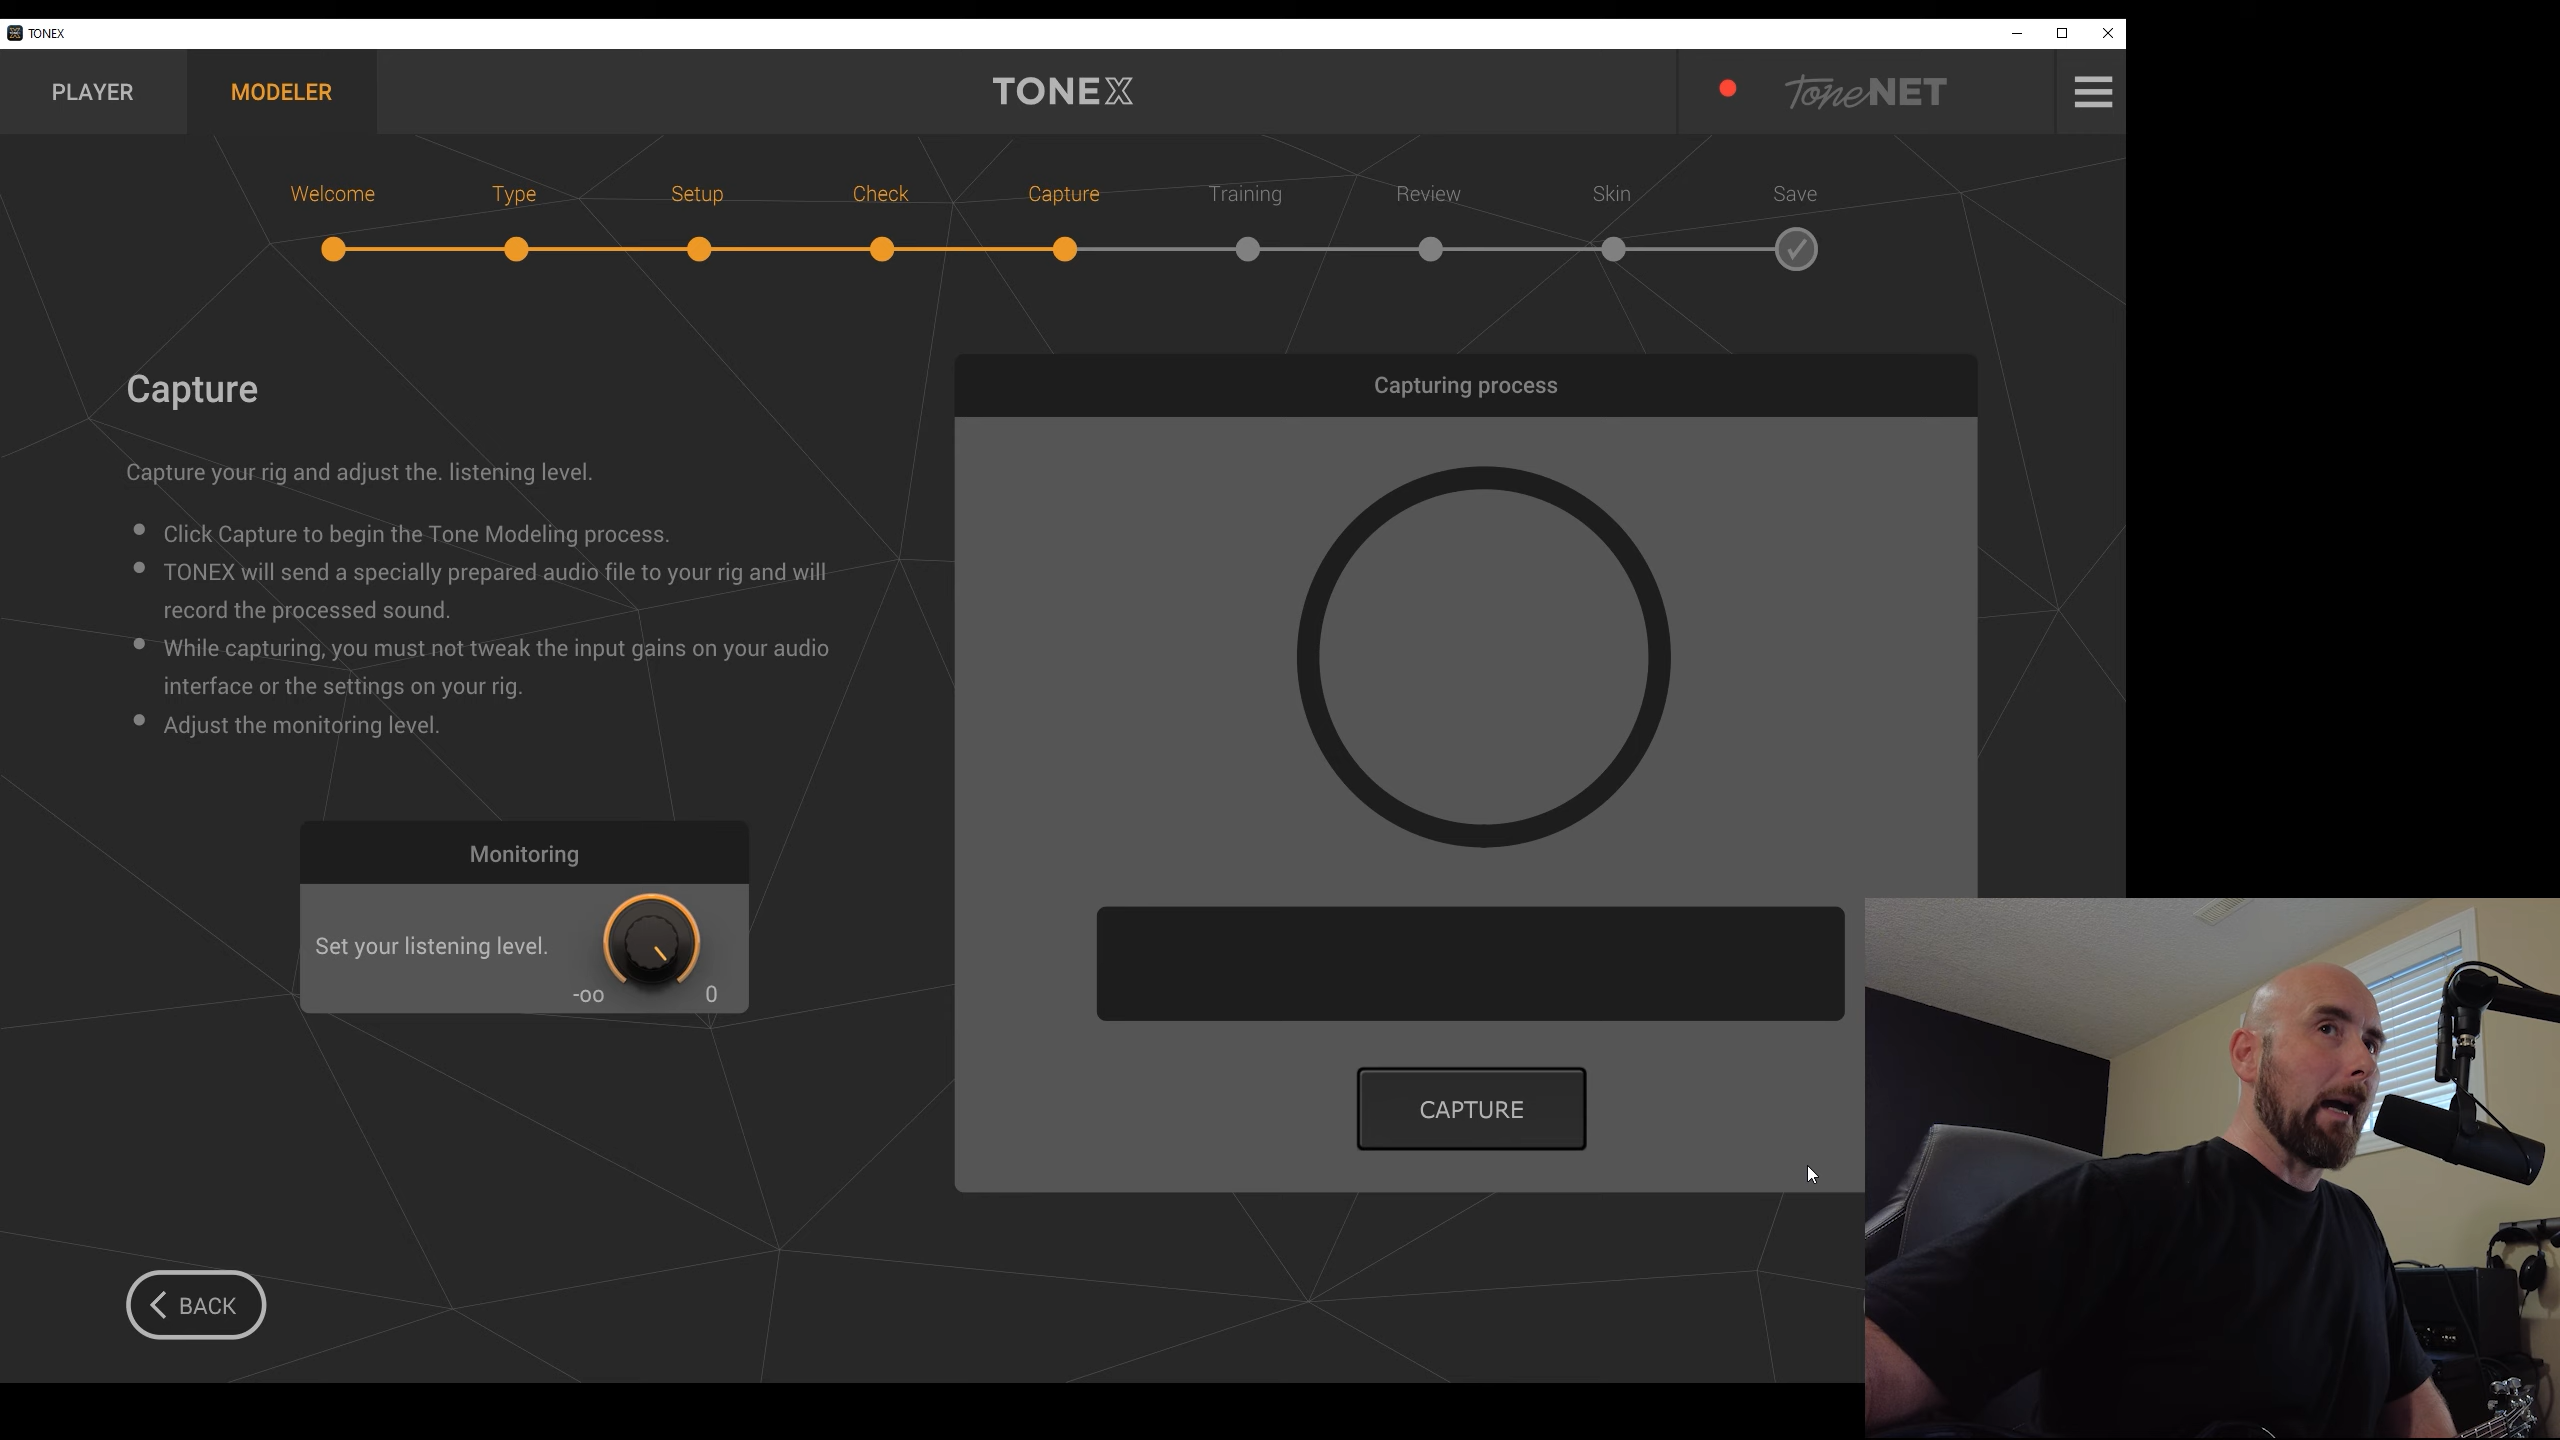 TONEX
PLAYER
MODELER
TONEX
ToneNET
Welcome
Type
Setup
Check
Capture
Training
Review
Skin
Save
Capture
Capture your rig and adjust the. listening level.
Click Capture to begin the Tone Modeling process.
TONEX will send a specially prepared audio file to your rig and will
record the processed sound.
While capturing, you must not tweak the input gains on your audio
interface or the settings on your rig.
Adjust the monitoring level.
Monitoring
Set your listening level.
-oo
0
Capturing process
CAPTURE
BACK